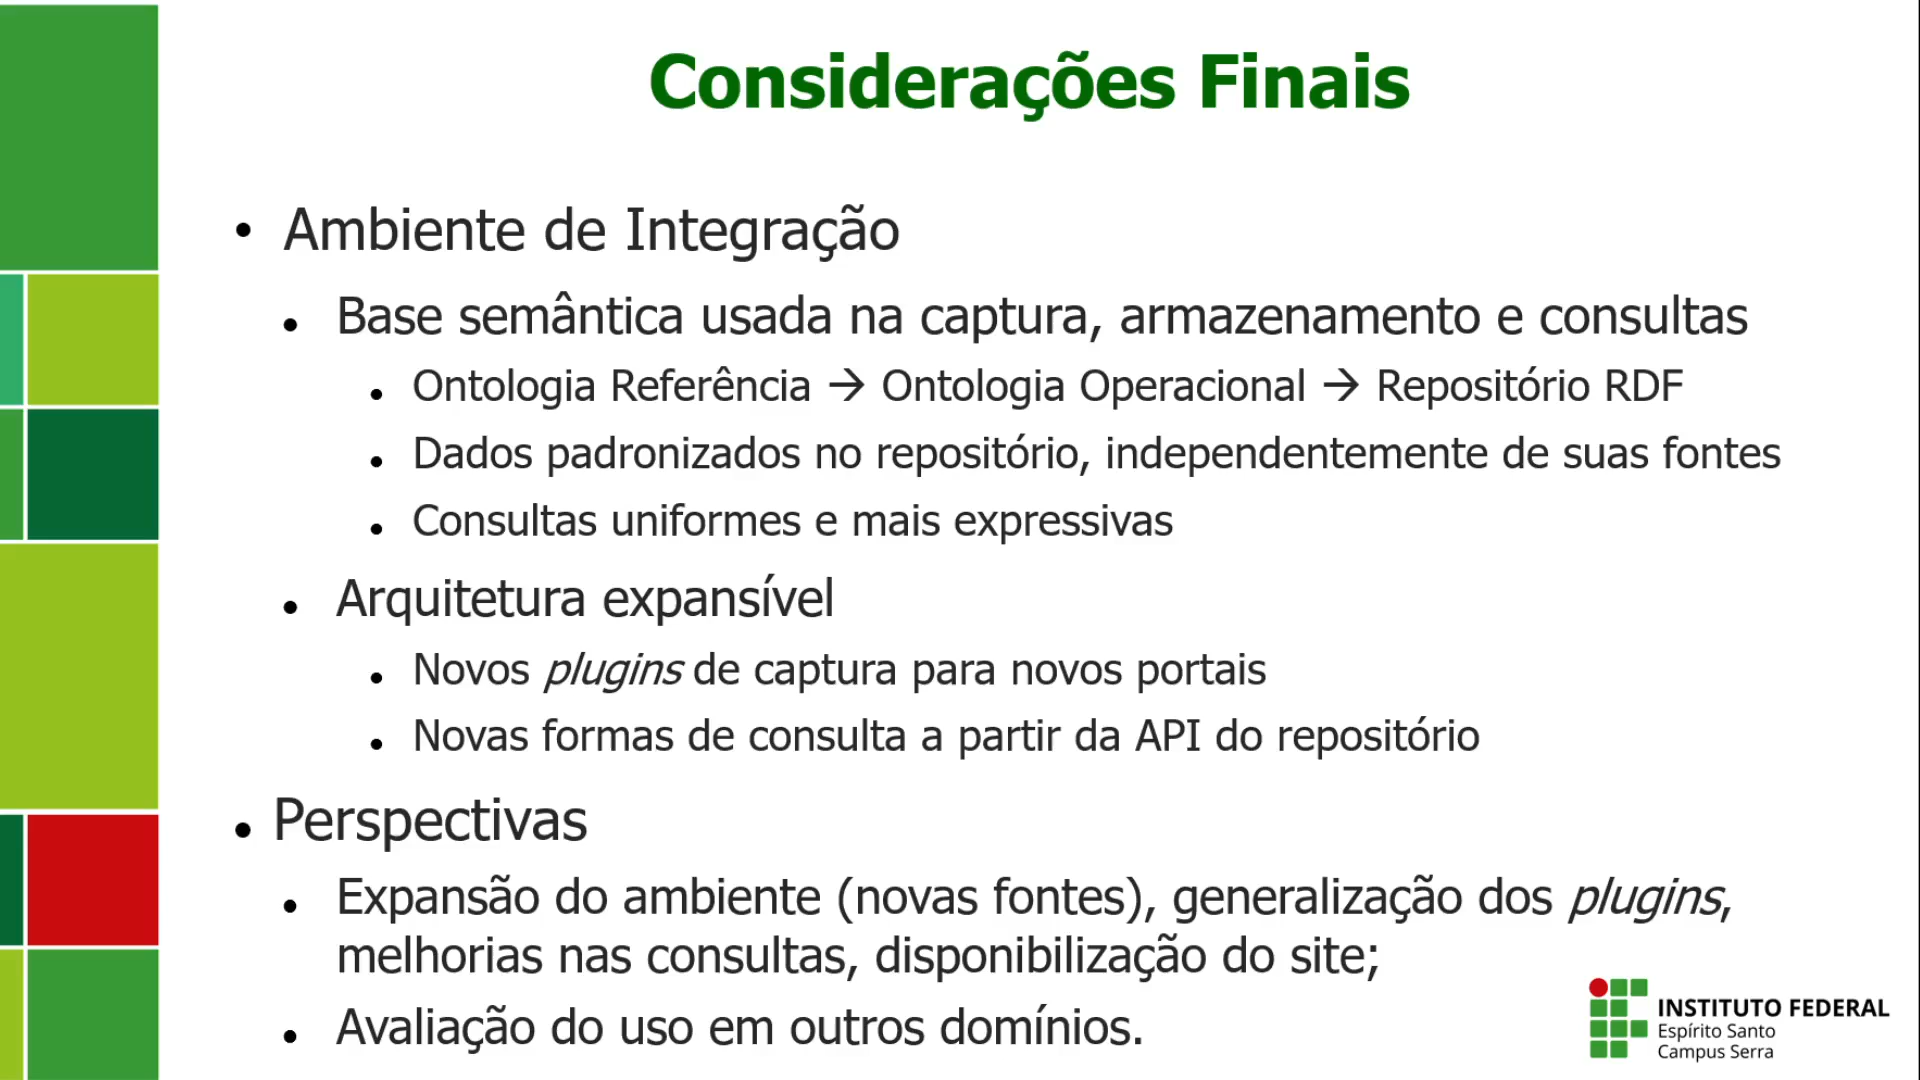 Considerações Finais
• Ambiente de Integração
• Base semântica usada na captura, armazenamento e consultas
• Ontologia Referência → Ontologia Operacional → Repositório RDF
• Dados padronizados no repositório, independentemente de suas fontes
• Consultas uniformes e mais expressivas
• Arquitetura expansível
• Novos plugins de captura para novos portais
• Novas formas de consulta a partir da API do repositório
• Perspectivas
• Expansão do ambiente (novas fontes), generalização dos plugins,
melhorias nas consultas, disponibilização do site;
• Avaliação do uso em outros domínios.
INSTITUTO FEDERAL
Espírito Santo
Campus Serra